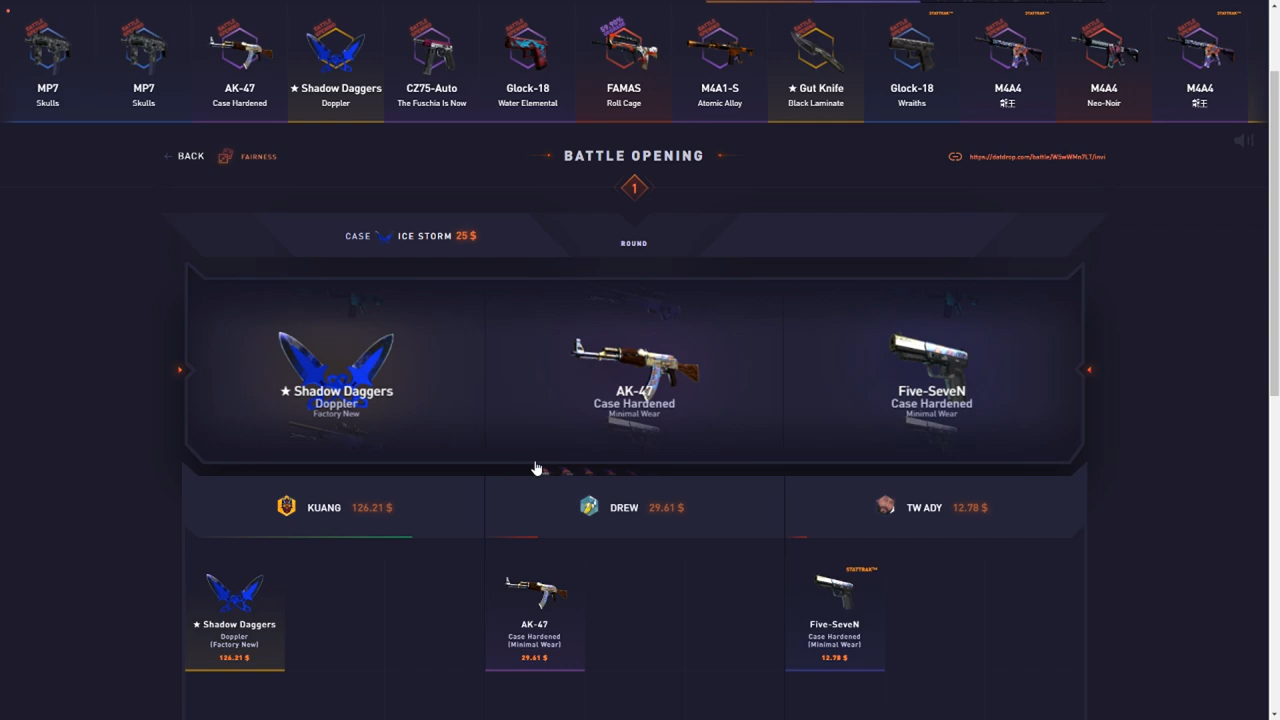 MP7
Skulls
MP7
Skulls
AK-47
Case Hardened
★ Shadow Daggers
Doppler
CZ75-Auto
The Fuschia Is Now
Glock-18
Water Elemental
FAMAS
Roll Cage
M4A1-S
Atomic Alloy
★ Gut Knife
Black Laminate
STATTRAK™
Glock-18
Wraiths
STATTRAK™
M4A4
龍王
M4A4
Neo-Noir
STATTRAK™
M4A4
龍王
← BACK
FAIRNESS
BATTLE OPENING
1
CASE ICE STORM 25 $
ROUND
★ Shadow Daggers
Doppler
Factory New
AK-47
Case Hardened
Minimal Wear
Five-SeveN
Case Hardened
Minimal Wear
KUANG 126.21 $
DREW 29.61 $
TW ADY 12.78 $
★ Shadow Daggers
Doppler
(Factory New)
126.21 $
AK-47
Case Hardened
(Minimal Wear)
29.61 $
STATTRAK™
Five-SeveN
Case Hardened
(Minimal Wear)
12.78 $